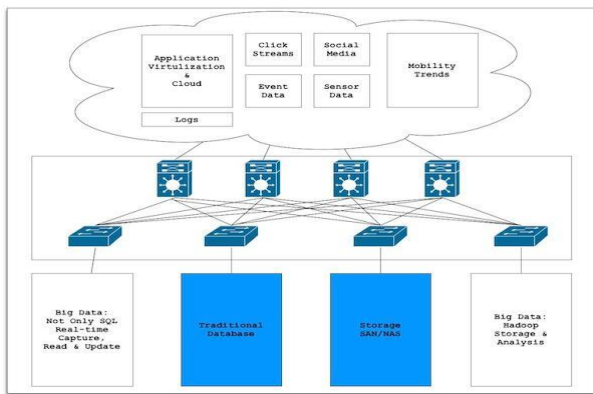 Application
Virtulization
&
Cloud
Click
Streams
Social
Media
Mobility
Trends
Event
Data
Sensor
Data
Logs
Big Data:
Not Only SQL
Real-time
Capture,
Read & Update
Traditional
Database
Storage
SAN/NAS
Big Data:
Hadoop
Storage &
Analysis